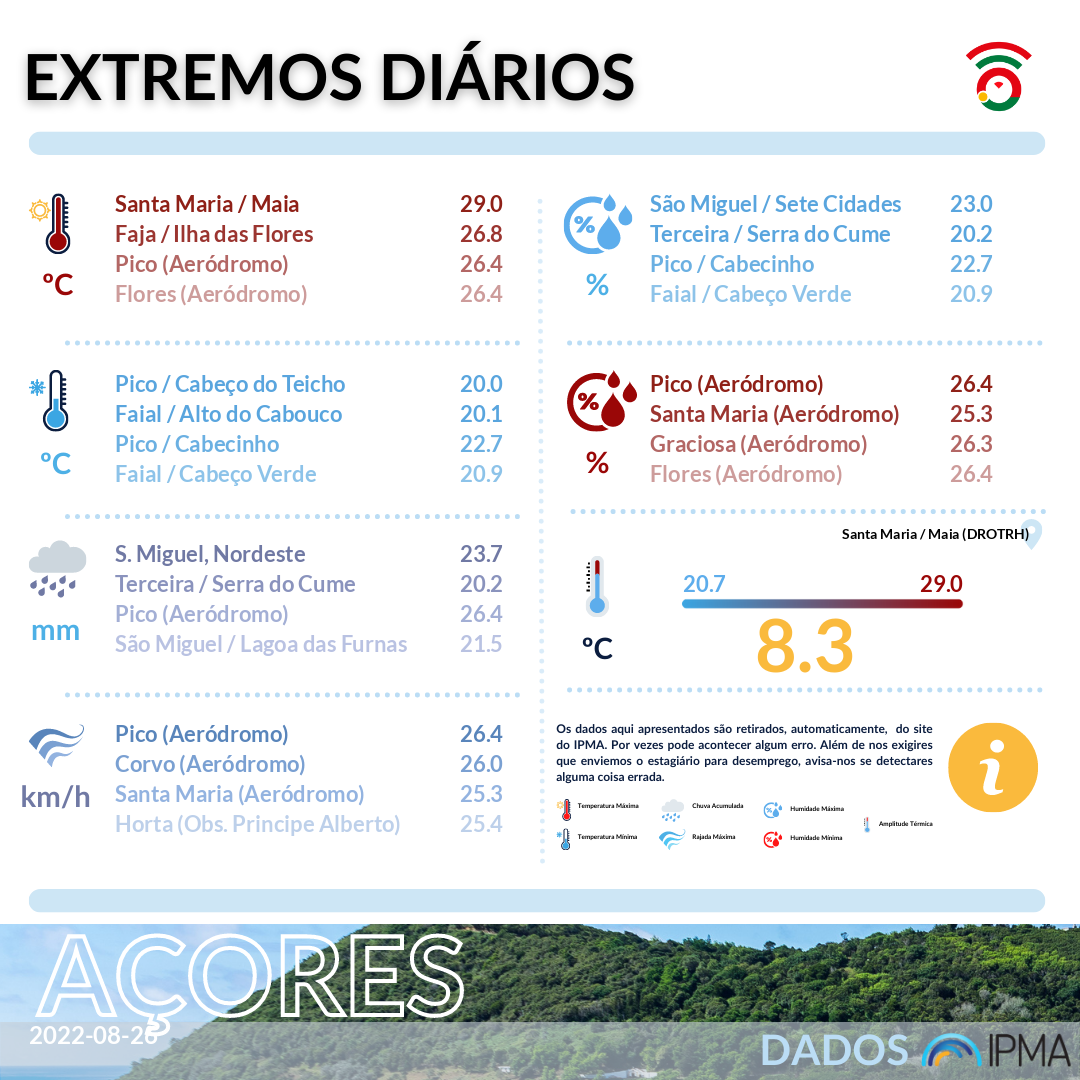 EXTREMOS DIÁRIOS
Santa Maria / Maia 29.0
Faja / Ilha das Flores 26.8
Pico (Aeródromo) 26.4
Flores (Aeródromo) 26.4
ºC
Pico / Cabeço do Teicho 20.0
Faial / Alto do Cabouco 20.1
Pico / Cabecinho 22.7
Faial / Cabeço Verde 20.9
ºC
S. Miguel, Nordeste 23.7
Terceira / Serra do Cume 20.2
Pico (Aeródromo) 26.4
São Miguel / Lagoa das Furnas 21.5
mm
Pico (Aeródromo) 26.4
Corvo (Aeródromo) 26.0
Santa Maria (Aeródromo) 25.3
Horta (Obs. Principe Alberto) 25.4
km/h
%
São Miguel / Sete Cidades 23.0
Terceira / Serra do Cume 20.2
Pico / Cabecinho 22.7
Faial / Cabeço Verde 20.9
%
%
Pico (Aeródromo) 26.4
Santa Maria (Aeródromo) 25.3
Graciosa (Aeródromo) 26.3
Flores (Aeródromo) 26.4
%
Santa Maria / Maia (DROTRH)
20.7 29.0
8.3
ºC
Os dados aqui apresentados são retirados, automaticamente, do site
do IPMA. Por vezes pode acontecer algum erro. Além de nos exigires
que enviemos o estagiário para desemprego, avisa-nos se detectares
alguma coisa errada.
i
Temperatura Máxima
Chuva Acumulada
Humidade Máxima
Amplitude Térmica
Temperatura Mínima
Rajada Máxima
Humidade Mínima
AÇORES
2022-08-26
DADOS IPMA